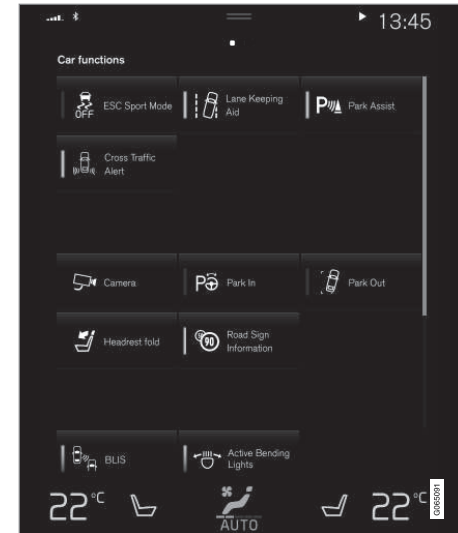 13:45
Car functions
OFF
ESC Sport Mode
Lane Keeping
Aid
P
Park Assist
Cross Traffic
Alert
Camera
P
Park In
Park Out
Headrest fold
90
Road Sign
Information
BLIS
Active Bending
Lights
22°C
AUTO
22°C
G065091